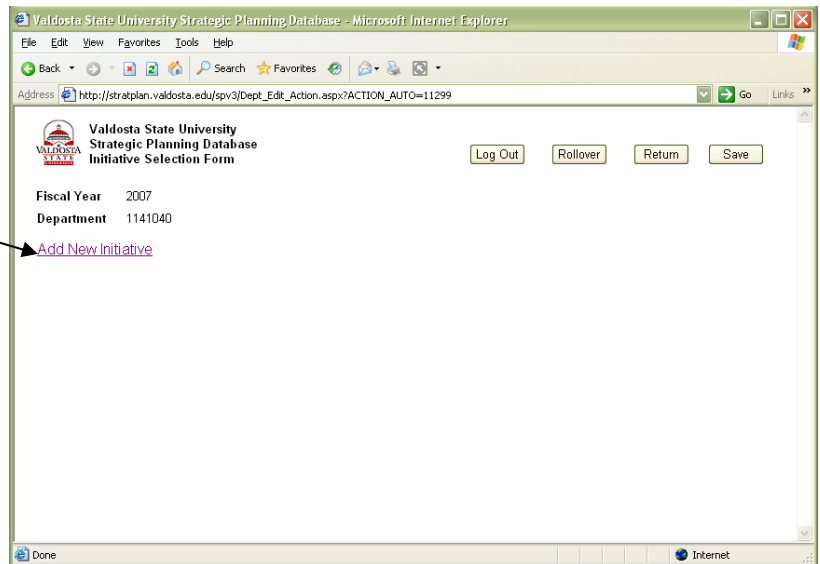 Valdosta State University Strategic Planning Database - Microsoft Internet Explorer
File Edit View Favorites Tools Help
Back Search Favorites
Address http://stratplan.valdosta.edu/spv3/Dept_Edit_Action.aspx?ACTION_AUTO=11299 Go Links »
VALDOSTA
STATE
Valdosta State University
Strategic Planning Database
Initiative Selection Form
Log Out Rollover Return Save
Fiscal Year 2007
Department 1141040
Add New Initiative
Done Internet